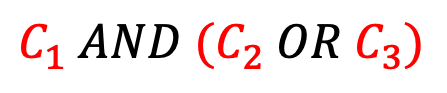 C₁ AND (C₂ OR C₃)